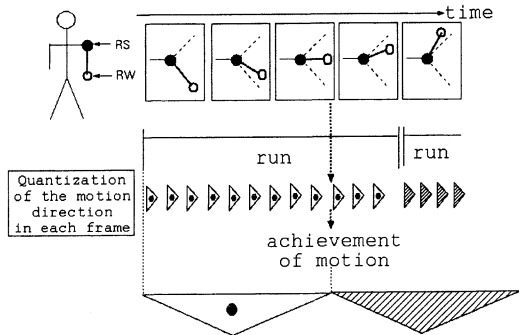 time
RS
RW
run
run
Quantization
of the motion
direction
in each frame
achievement
of motion